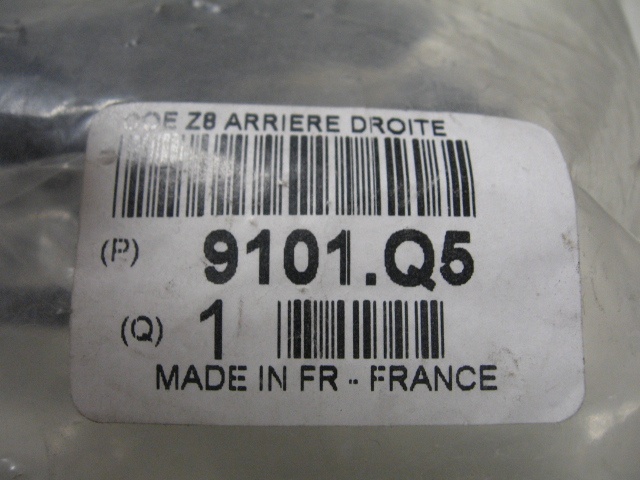 Z8 ARRIERE DROITE
(P) 9101.Q5
(Q) 1
MADE IN FR - FRANCE